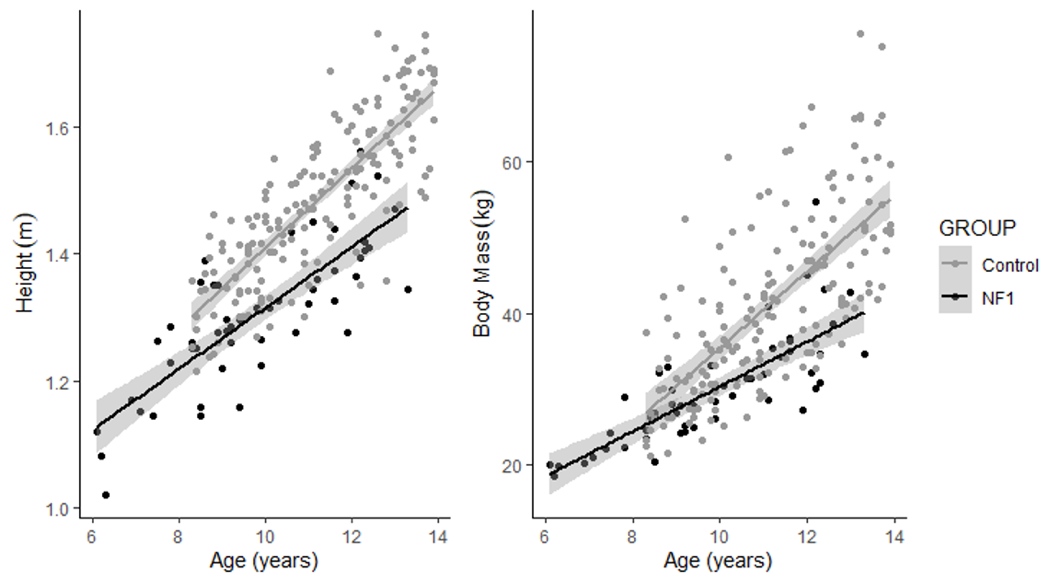 Height(m)
1.6
1.4
1.2
1.0
6 8 10 12 14
Age (years)
Body Mass(kg)
60
40
20
6 8 10 12 14
Age (years)
GROUP
Control
NF1